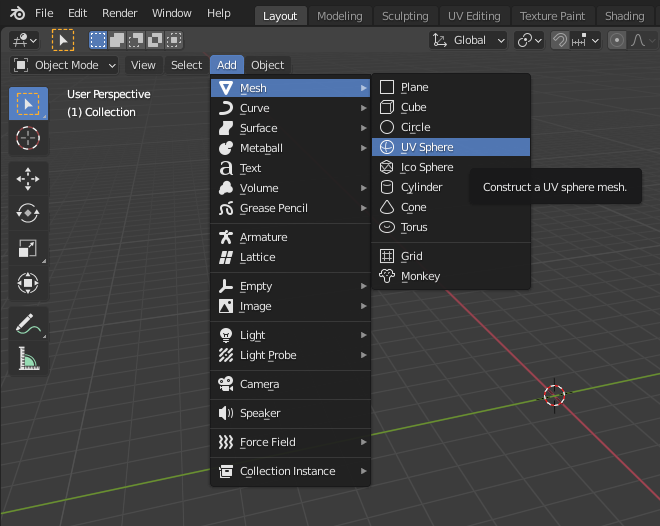 File Edit Render Window Help Layout Modeling Sculpting UV Editing Texture Paint Shading
Global
Object Mode View Select Add Object
User Perspective
(1) Collection
Mesh
Curve
Surface
Metaball
Text
Volume
Grease Pencil
Armature
Lattice
Empty
Image
Light
Light Probe
Camera
Speaker
Force Field
Collection Instance
Plane
Cube
Circle
UV Sphere
Ico Sphere
Cylinder
Cone
Torus
Grid
Monkey
Construct a UV sphere mesh.